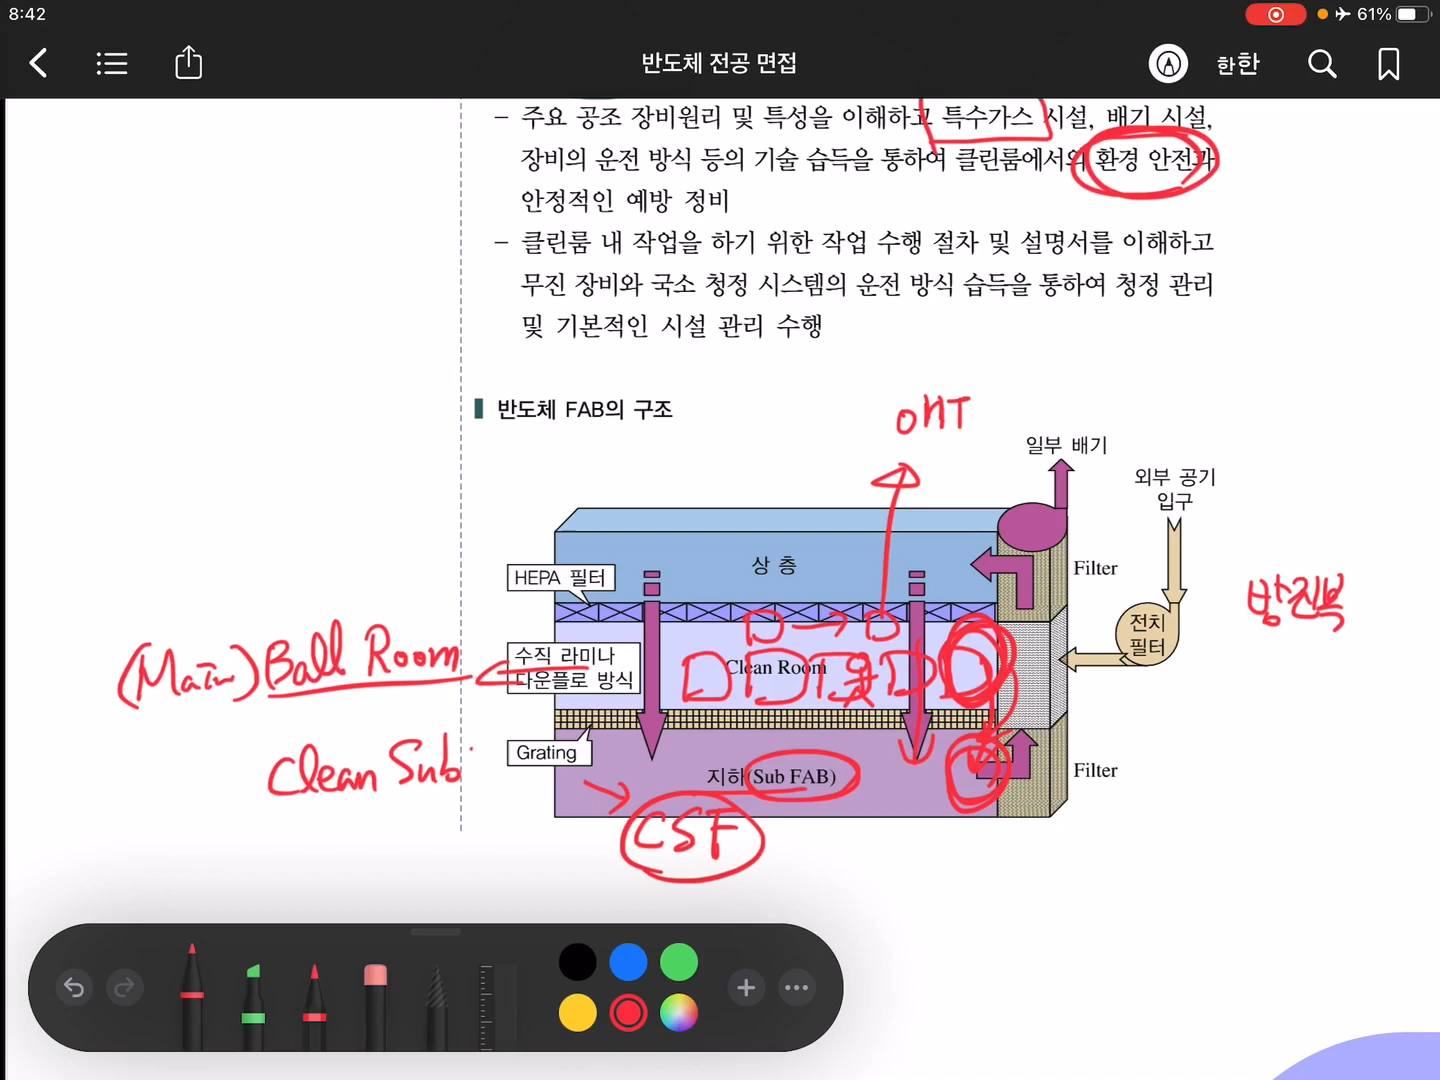 8:42
61%
반도체 전공 면접
한한
– 주요 공조 장비원리 및 특성을 이해하고 특수가스 시설, 배기 시설,
장비의 운전 방식 등의 기술 습득을 통하여 클린룸에서의 환경 안전과
안정적인 예방 정비
– 클린룸 내 작업을 하기 위한 작업 수행 절차 및 설명서를 이해하고
무진 장비와 국소 청정 시스템의 운전 방식 습득을 통하여 청정 관리
및 기본적인 시설 관리 수행
반도체 FAB의 구조
OHT
일부 배기
외부 공기
입구
상 층
HEPA 필터
Filter
방진복
전치
필터
(Main) Ball Room
수직 라미나
다운플로 방식
Clean Room
Grating
Clean Sub
지하(Sub FAB)
Filter
CSF